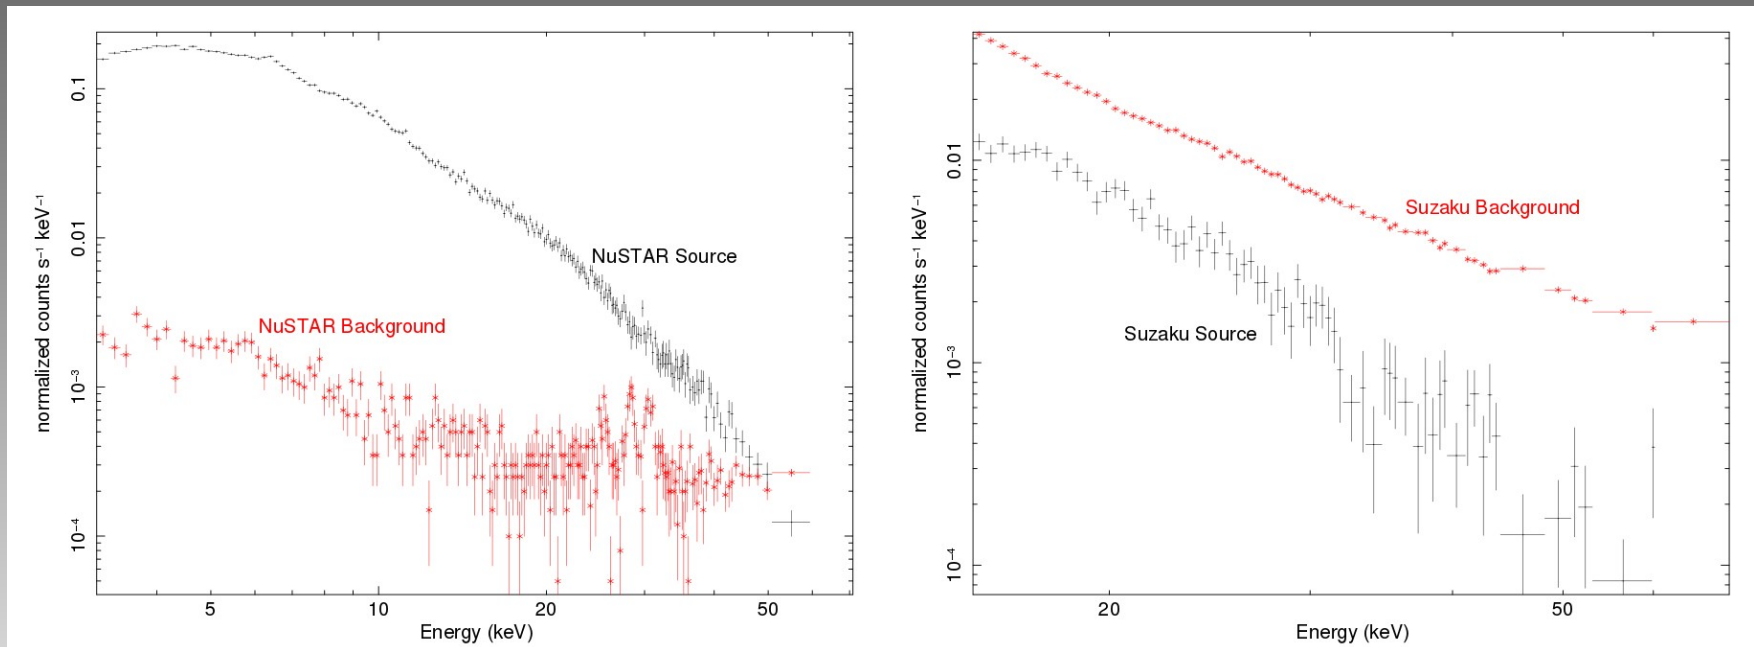 0.1
0.01
10⁻³
10⁻⁴
normalized counts s⁻¹ keV⁻¹
NuSTAR Source
NuSTAR Background
5
10
20
50
Energy (keV)
0.01
10⁻³
10⁻⁴
normalized counts s⁻¹ keV⁻¹
Suzaku Background
Suzaku Source
20
50
Energy (keV)